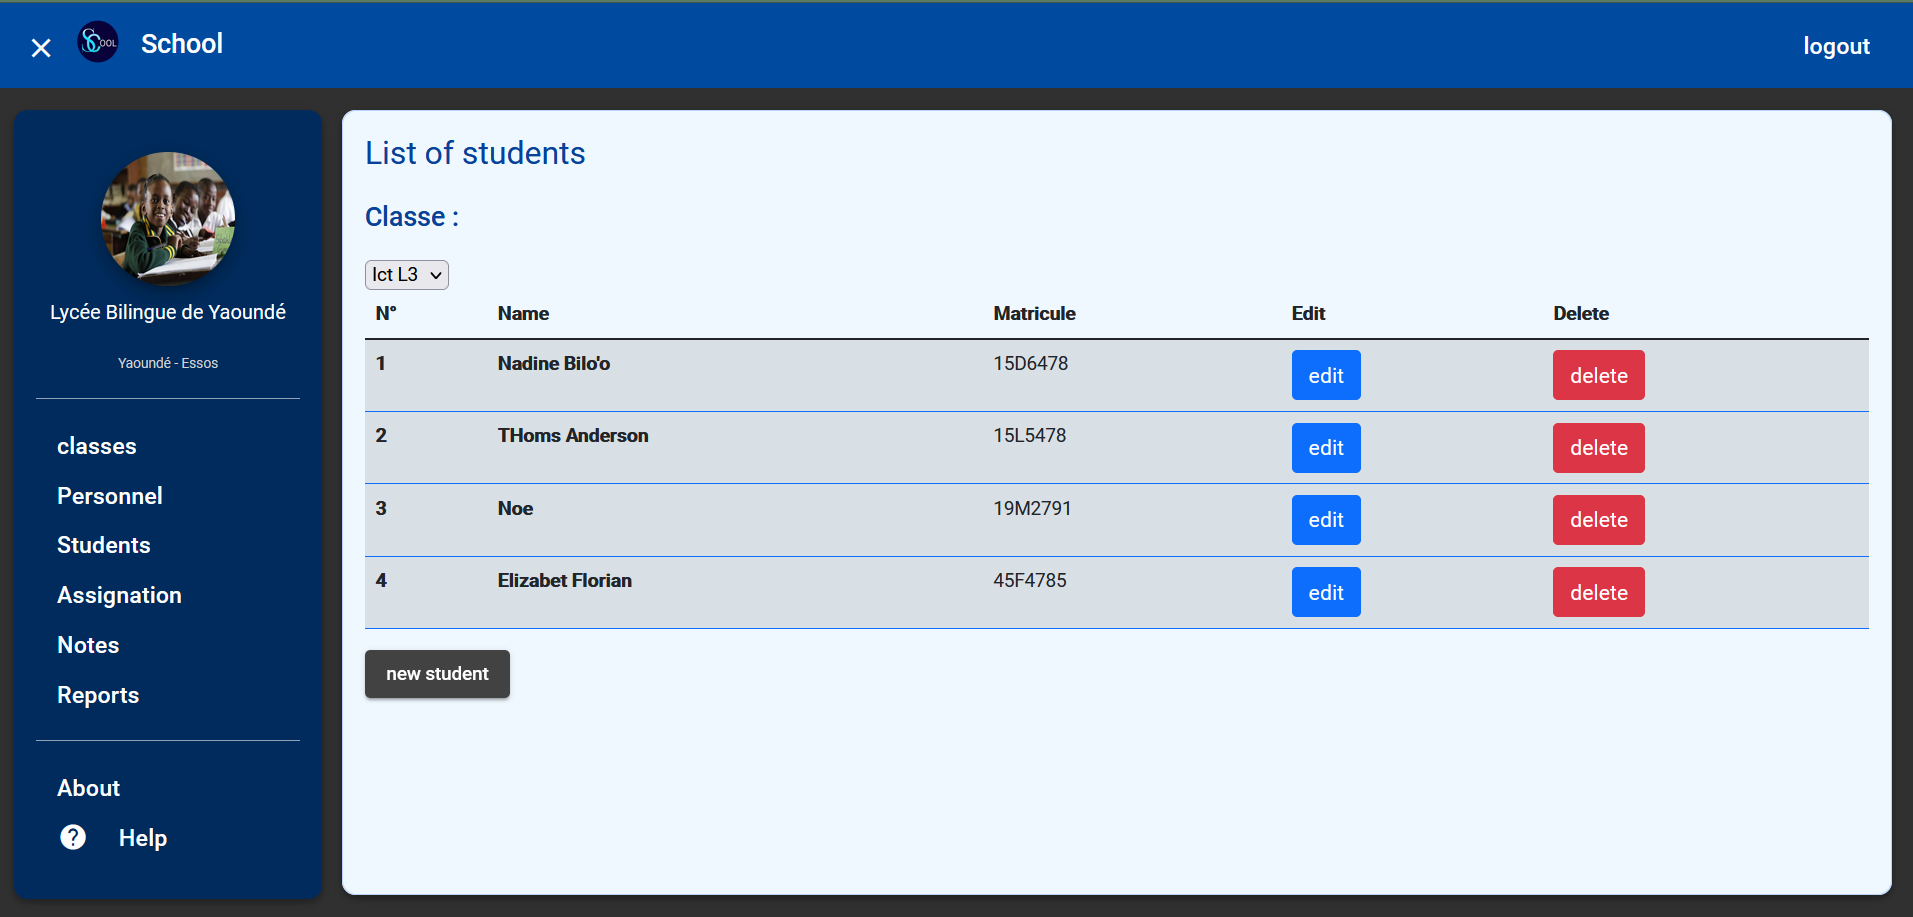 SCOOL School logout
Lycée Bilingue de Yaoundé
Yaoundé - Essos
classes
Personnel
Students
Assignation
Notes
Reports
About
? Help
List of students
Classe :
Ict L3
N° Name Matricule Edit Delete
1 Nadine Bilo'o 15D6478 edit delete
2 THoms Anderson 15L5478 edit delete
3 Noe 19M2791 edit delete
4 Elizabet Florian 45F4785 edit delete
new student